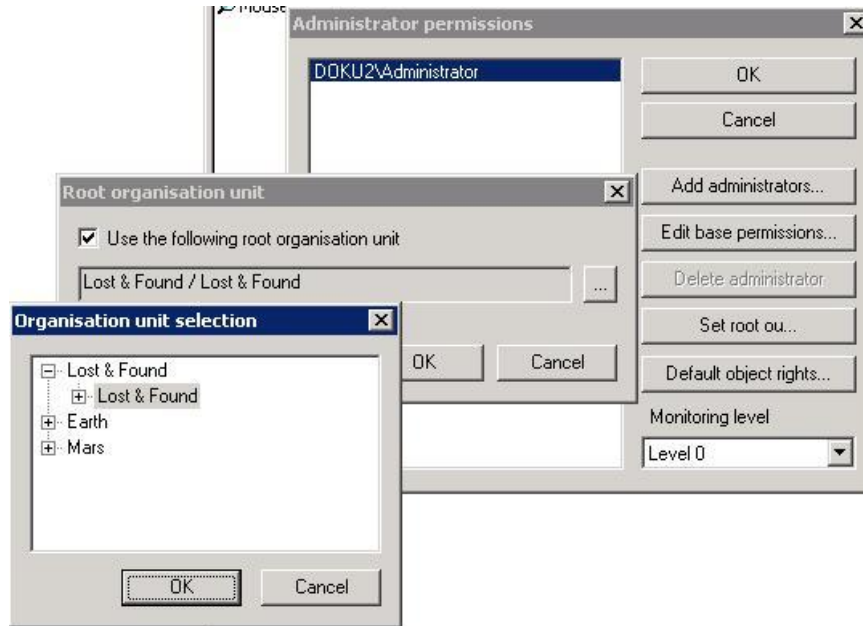 Mouse
Administrator permissions
DOKU2\Administrator
OK
Cancel
Add administrators...
Edit base permissions...
Delete administrator
Set root ou...
Default object rights...
Monitoring level
Level 0
Root organisation unit
Use the following root organisation unit
Lost & Found / Lost & Found
...
OK
Cancel
Organisation unit selection
Lost & Found
Lost & Found
Earth
Mars
OK
Cancel